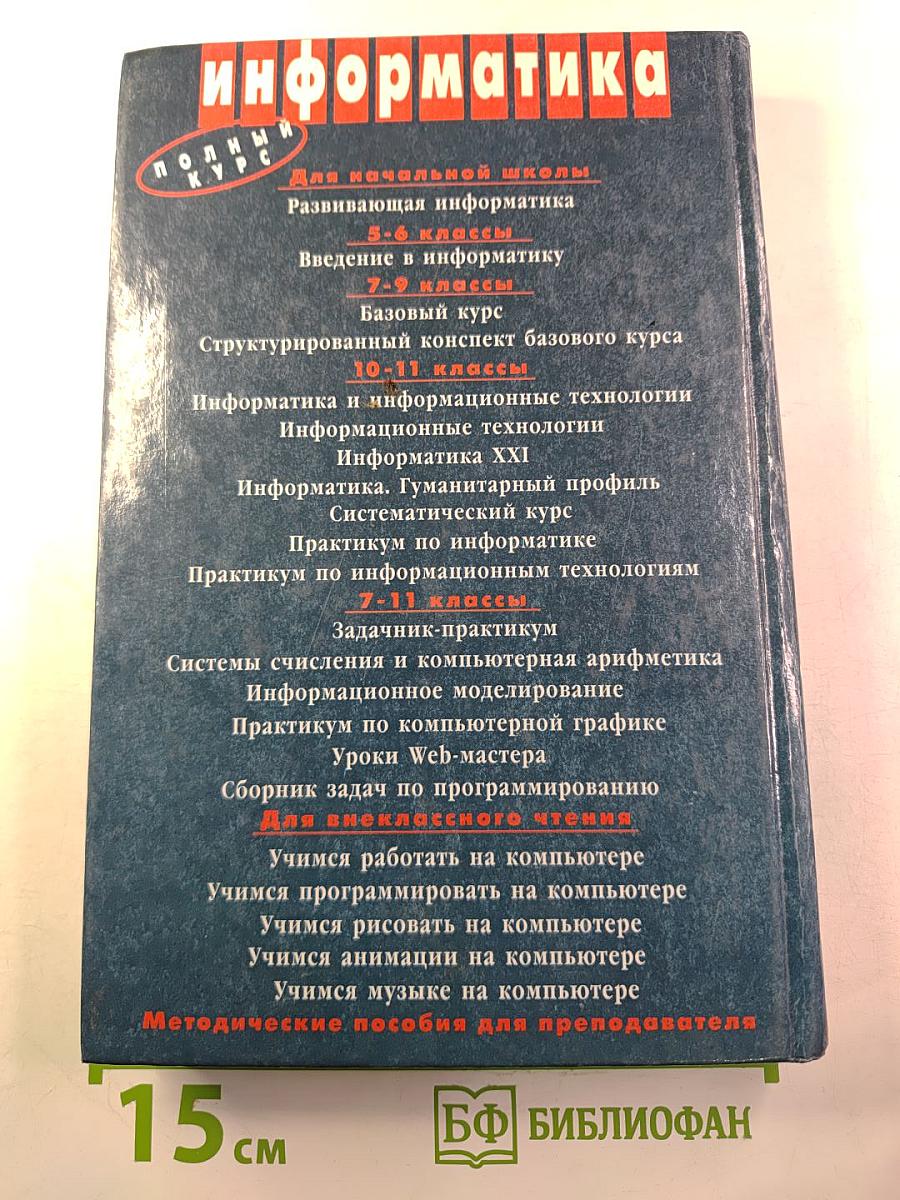 информатика
ПОЛНЫЙ
КУРС
Для начальной школы
Развивающая информатика
5-6 классы
Введение в информатику
7-9 классы
Базовый курс
Структурированный конспект базового курса
10-11 классы
Информатика и информационные технологии
Информационные технологии
Информатика XXI
Информатика. Гуманитарный профиль
Систематический курс
Практикум по информатике
Практикум по информационным технологиям
7-11 классы
Задачник-практикум
Системы счисления и компьютерная арифметика
Информационное моделирование
Практикум по компьютерной графике
Уроки Web-мастера
Сборник задач по программированию
Для внеклассного чтения
Учимся работать на компьютере
Учимся программировать на компьютере
Учимся рисовать на компьютере
Учимся анимации на компьютере
Учимся музыке на компьютере
Методические пособия для преподавателя
15 см
БФ БИБЛИОФАН